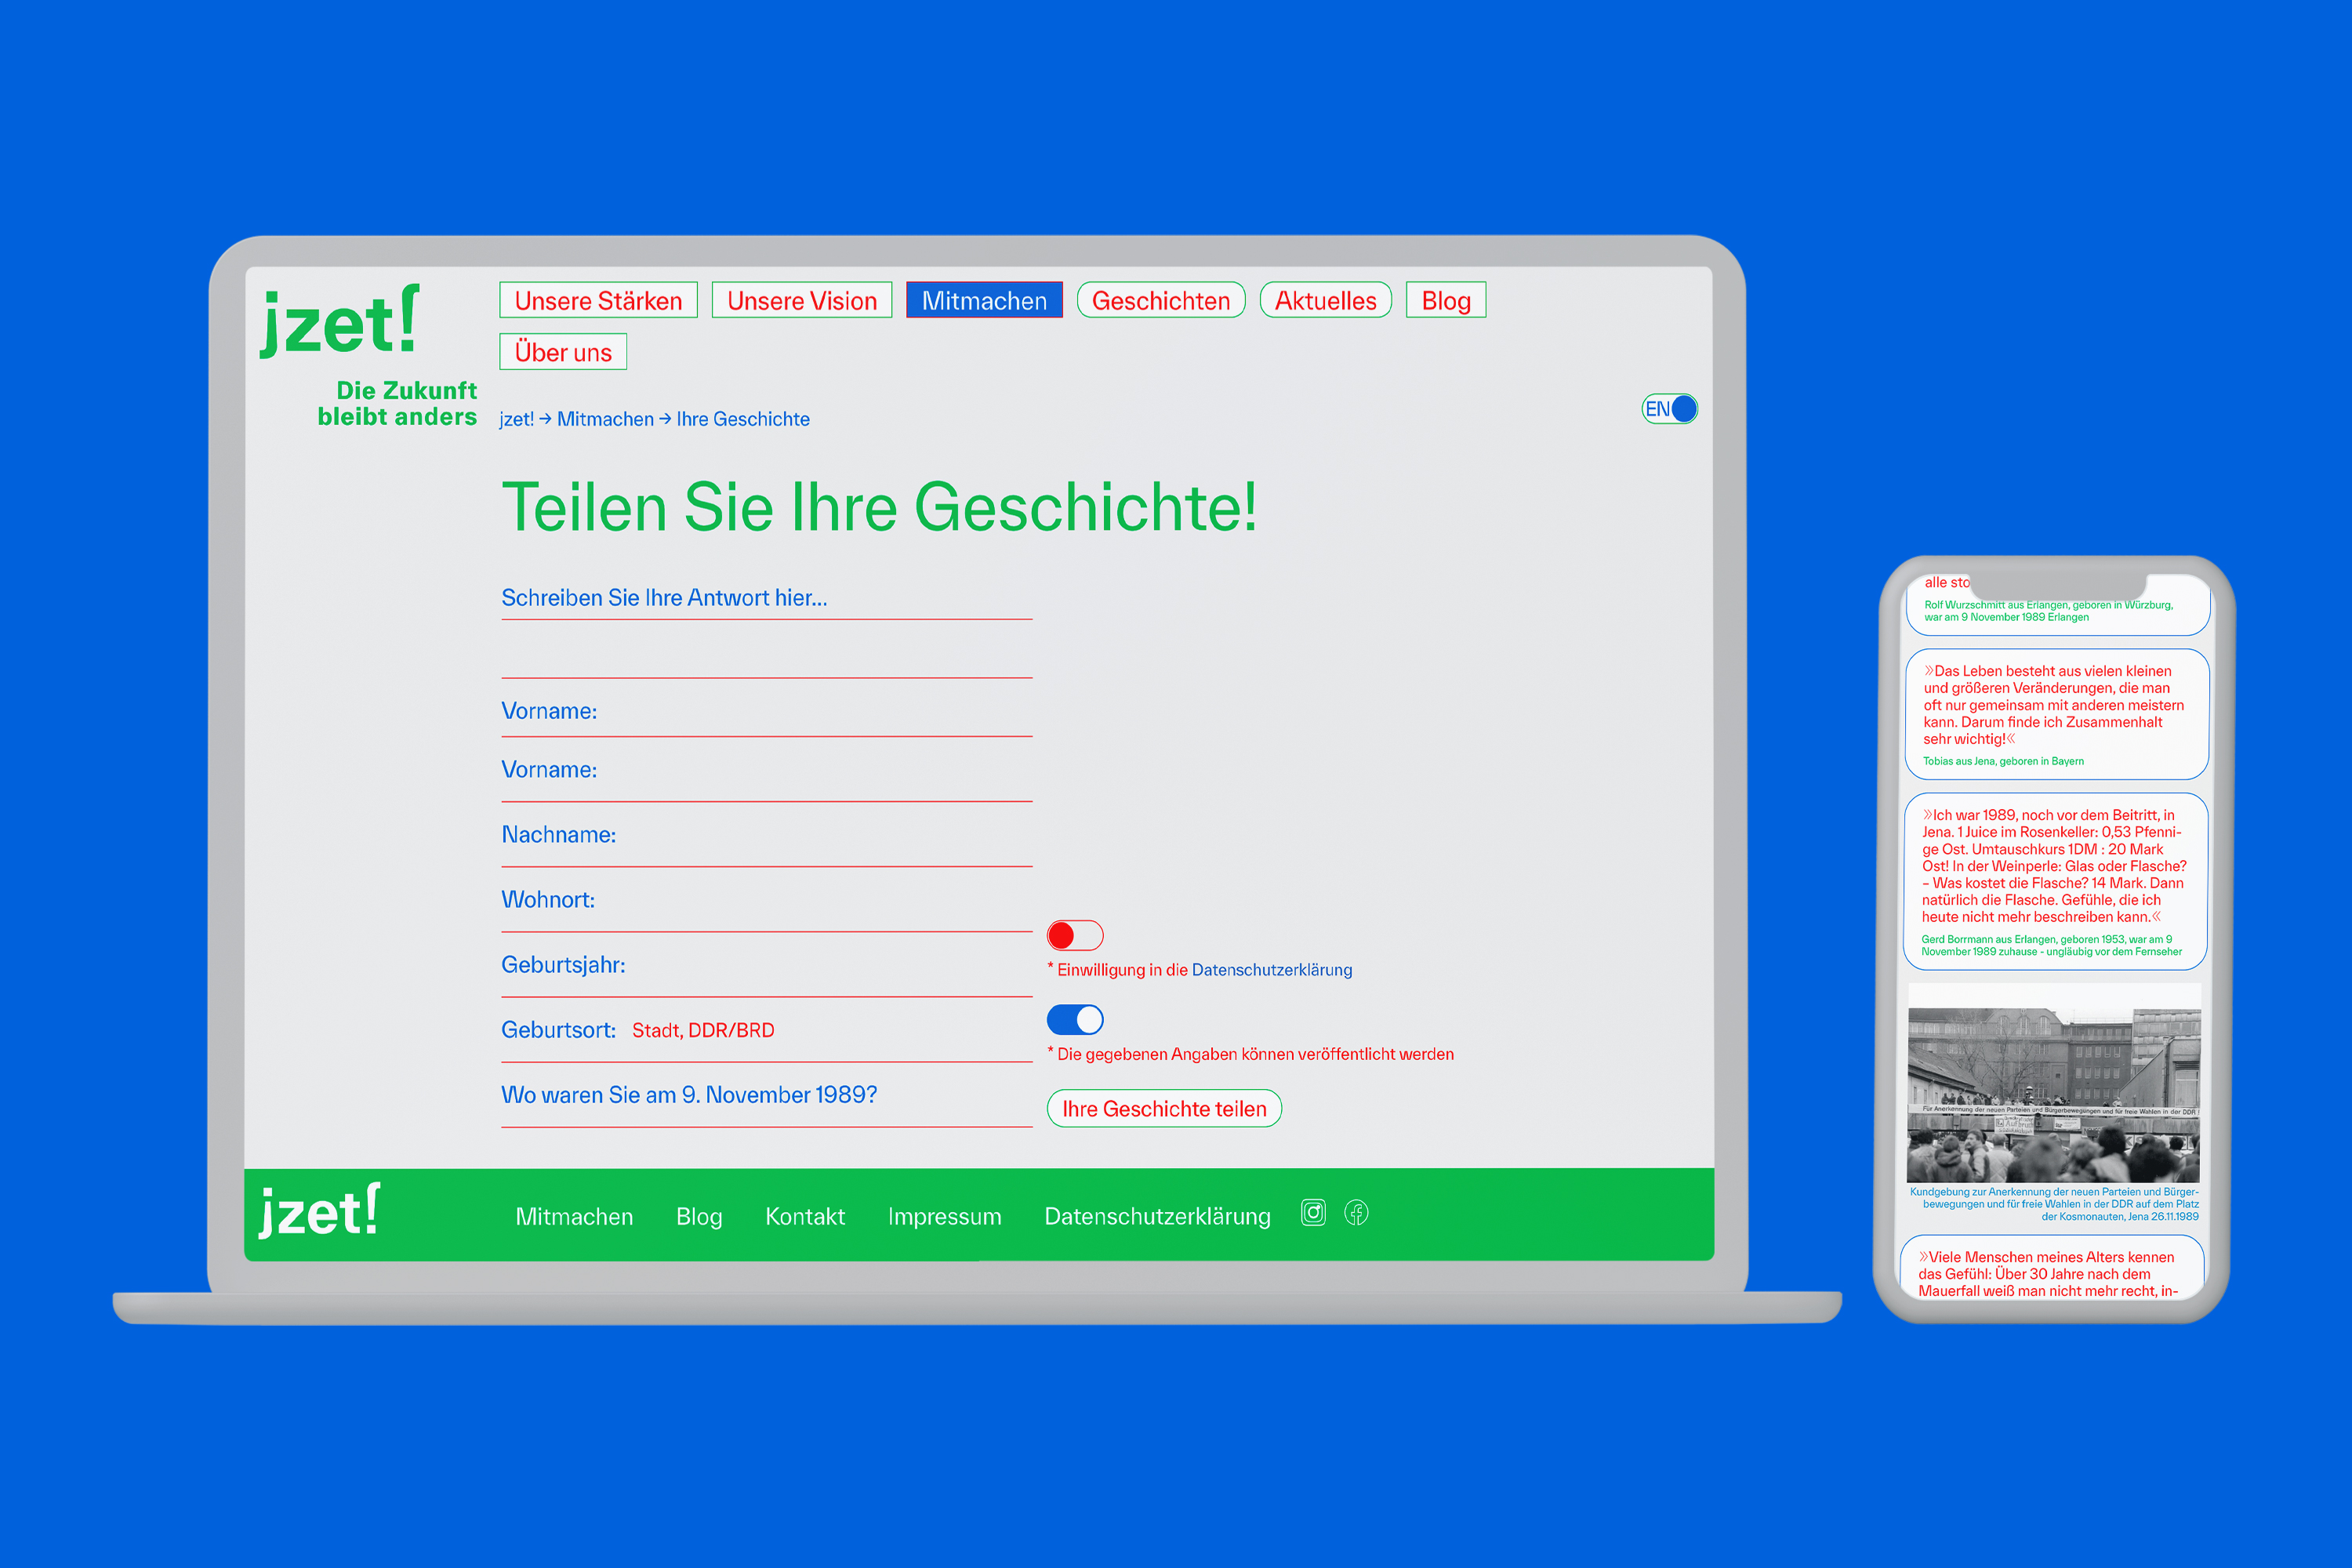 jzet!
Die Zukunft
bleibt anders
Unsere Stärken
Unsere Vision
Mitmachen
Geschichten
Aktuelles
Blog
Über uns
jzet! → Mitmachen → Ihre Geschichte
EN
Teilen Sie Ihre Geschichte!
Schreiben Sie Ihre Antwort hier...
Vorname:
Vorname:
Nachname:
Wohnort:
Geburtsjahr:
Geburtsort: Stadt, DDR/BRD
Wo waren Sie am 9. November 1989?
* Einwilligung in die Datenschutzerklärung
* Die gegebenen Angaben können veröffentlicht werden
Ihre Geschichte teilen
jzet!
Mitmachen
Blog
Kontakt
Impressum
Datenschutzerklärung
alle
Rolf Wurzschmitt aus Erlangen, geboren in Würzburg,
war am 9 November 1989 Erlangen
»Das Leben besteht aus vielen kleinen
und größeren Veränderungen, die man
oft nur gemeinsam mit anderen meistern
kann. Darum finde ich Zusammenhalt
sehr wichtig!«
Tobias aus Jena, geboren in Bayern
»Ich war 1989, noch vor dem Beitritt, in
Jena. 1 Juice im Rosenkeller: 0,53 Pfenni-
ge Ost. Umtauschkurs 1DM : 20 Mark
Ost! In der Weinperle: Glas oder Flasche?
– Was kostet die Flasche? 14 Mark. Dann
natürlich die Flasche. Gefühle, die ich
heute nicht mehr beschreiben kann.«
Gerd Borrmann aus Erlangen, geboren 1953, war am 9
November 1989 zuhause - ungläubig vor dem Fernseher
Für Anerkennung der neuen Parteien und Bürgerbewegungen und für freie Wahlen in der DDR!
Kundgebung zur Anerkennung der neuen Parteien und Bürger-
bewegungen und für freie Wahlen in der DDR auf dem Platz
der Kosmonauten, Jena 26.11.1989
»Viele Menschen meines Alters kennen
das Gefühl: Über 30 Jahre nach dem
Mauerfall weiß man nicht mehr recht, in-